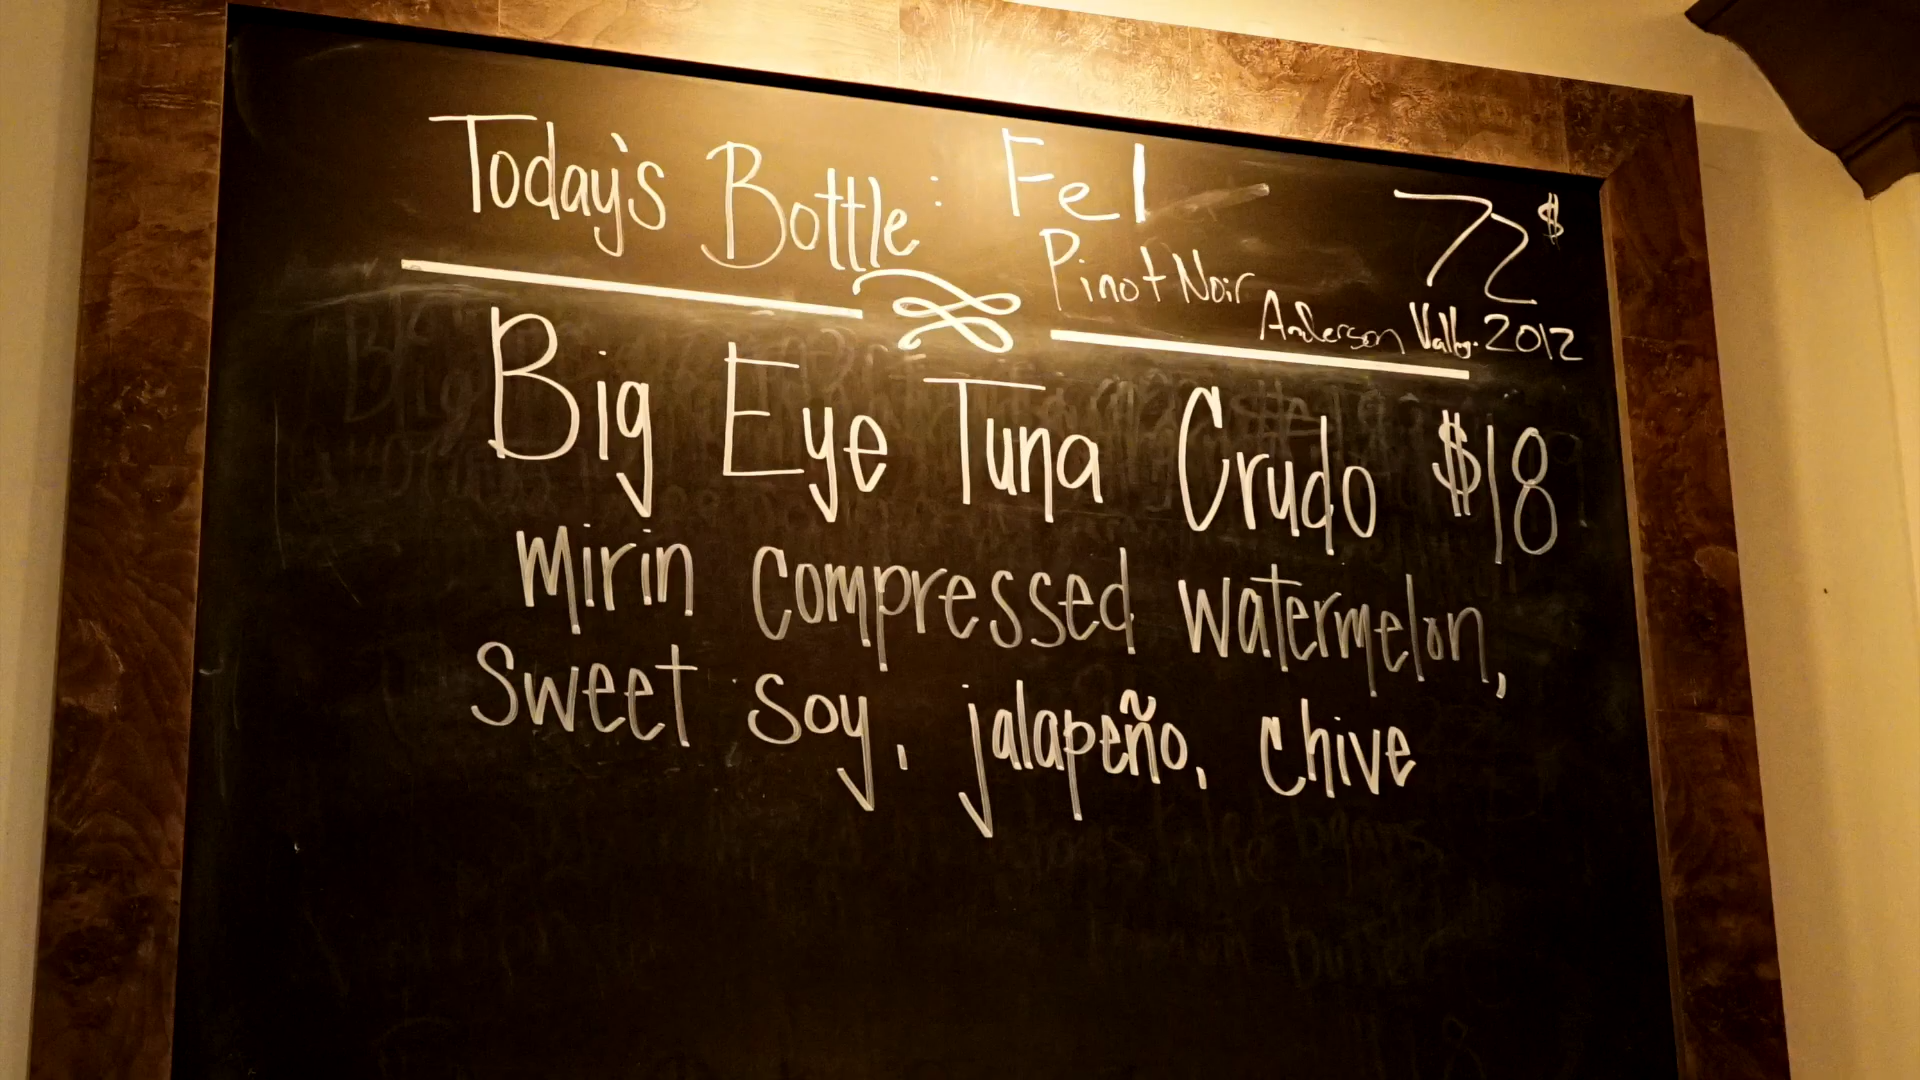 Today's Bottle: Fel 72$
Pinot Noir
Anderson Valley. 2012
Big Eye Tuna Crudo $18
mirin compressed watermelon,
Sweet Soy, jalapeño, chive